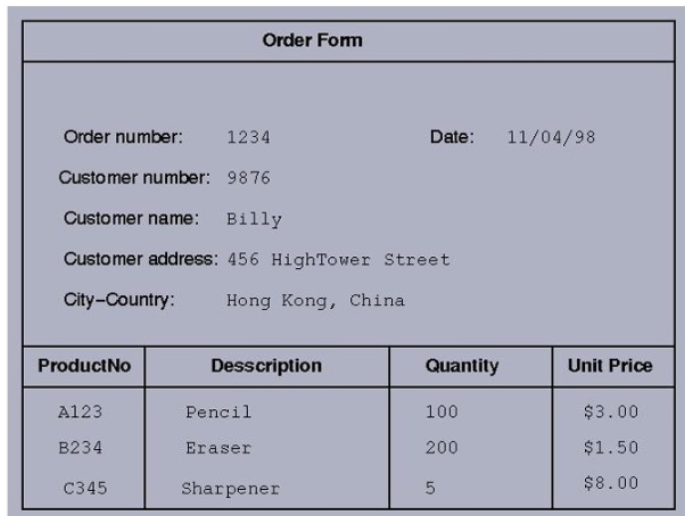 Order Form
Order number: 1234 Date: 11/04/98
Customer number: 9876
Customer name: Billy
Customer address: 456 HighTower Street
City-Country: Hong Kong, China
ProductNo Desscription Quantity Unit Price
A123 Pencil 100 $3.00
B234 Eraser 200 $1.50
C345 Sharpener 5 $8.00